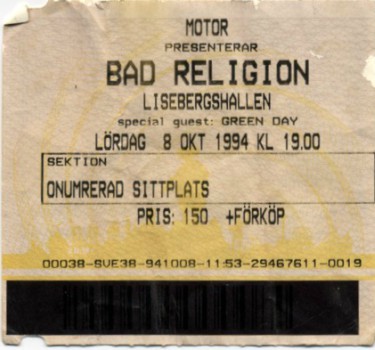 MOTOR
PRESENTERAR
BAD RELIGION
LISEBERGSHALLEN
special guest: GREEN DAY
LÖRDAG 8 OKT 1994 KL 19.00
SEKTION
ONUMRERAD SITTPLATS
PRIS: 150 +FÖRKÖP
00038-SVE38-941008-11:53-29467611-0019